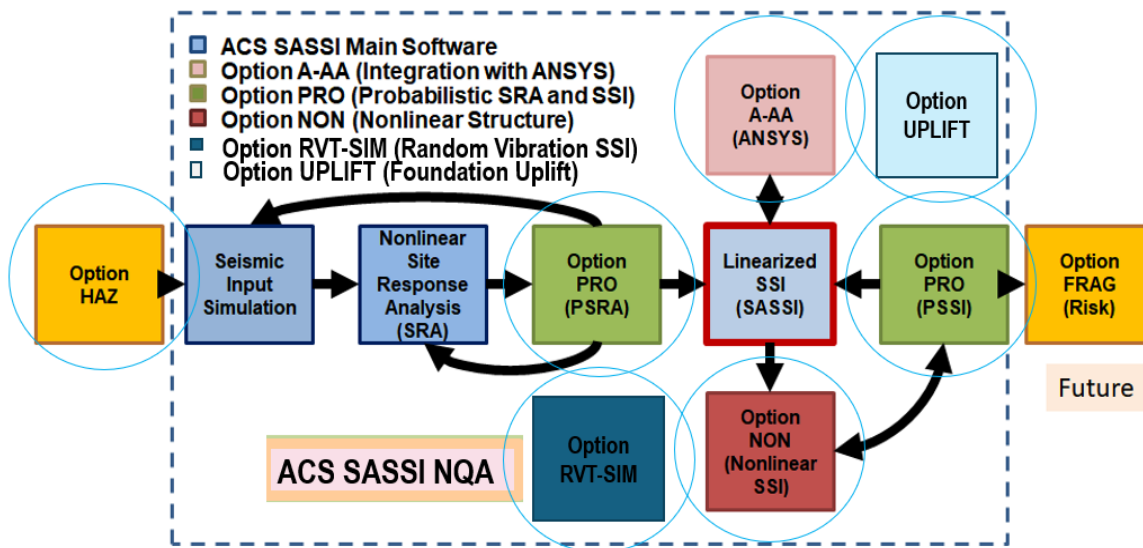 ACS SASSI Main Software
Option A-AA (Integration with ANSYS)
Option PRO (Probabilistic SRA and SSI)
Option NON (Nonlinear Structure)
Option RVT-SIM (Random Vibration SSI)
Option UPLIFT (Foundation Uplift)
Option
A-AA
(ANSYS)
Option
UPLIFT
Option
HAZ
Seismic
Input
Simulation
Nonlinear
Site
Response
Analysis
(SRA)
Option
PRO
(PSRA)
Linearized
SSI
(SASSI)
Option
PRO
(PSSI)
Option
FRAG
(Risk)
Future
ACS SASSI NQA
Option
RVT-SIM
Option
NON
(Nonlinear
SSI)